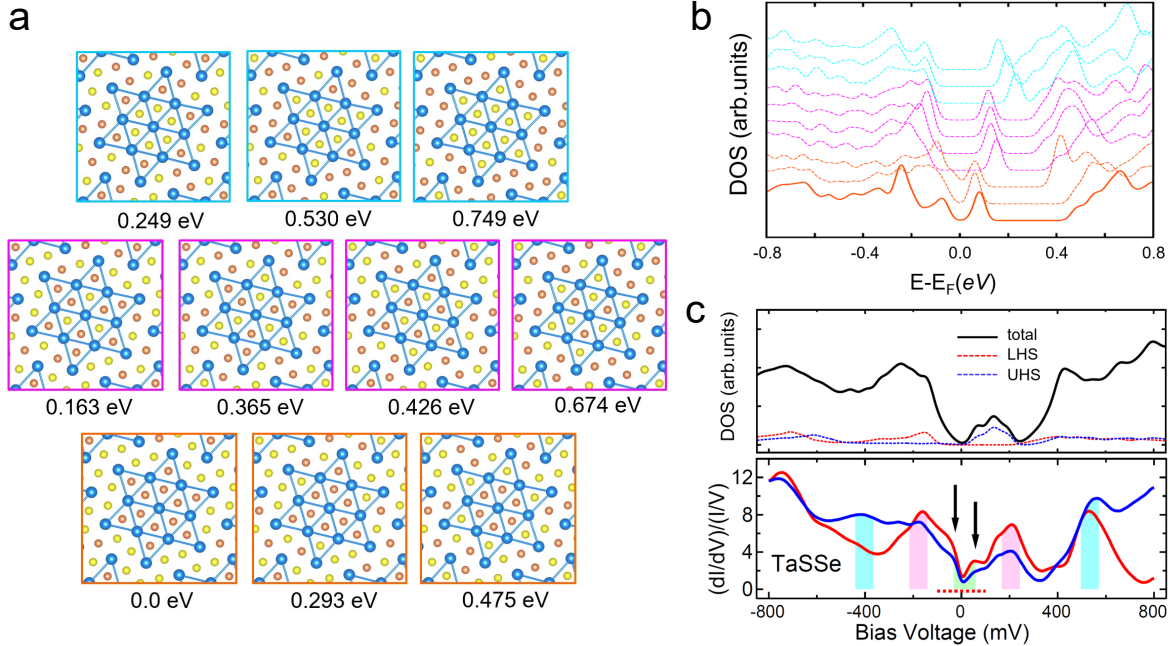 a
0.249 eV
0.530 eV
0.749 eV
0.163 eV
0.365 eV
0.426 eV
0.674 eV
0.0 eV
0.293 eV
0.475 eV
b
DOS (arb.units)
-0.8
-0.4
0.0
0.4
0.8
E-E_F(eV)
c
DOS (arb.units)
total
LHS
UHS
(dI/dV)/(I/V)
12
8
4
0
TaSSe
-800
-400
0
400
800
Bias Voltage (mV)